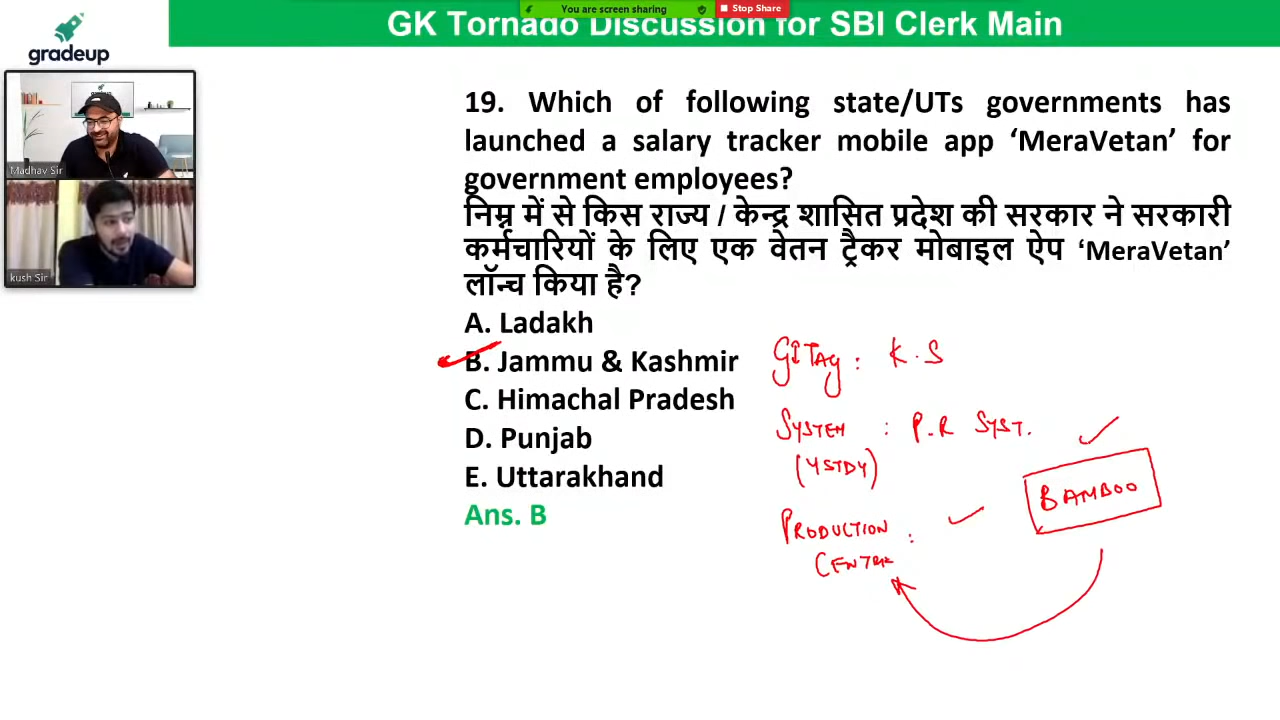 You are screen sharing
Stop Share
GK Tornado Discussion for SBI Clerk Main
gradeup
Madhav Sir
kush Sir
19. Which of following state/UTs governments has
launched a salary tracker mobile app ‘MeraVetan’ for
government employees?
निम्न में से किस राज्य / केन्द्र शासित प्रदेश की सरकार ने सरकारी
कर्मचारियों के लिए एक वेतन ट्रैकर मोबाइल ऐप ‘MeraVetan’
लॉन्च किया है?
A. Ladakh
B. Jammu & Kashmir
C. Himachal Pradesh
D. Punjab
E. Uttarakhand
Ans. B
GI TAG : K.S
SYSTEM : P.R SYST.
(4STDY)
BAMBOO
PRODUCTION :
CENTRE